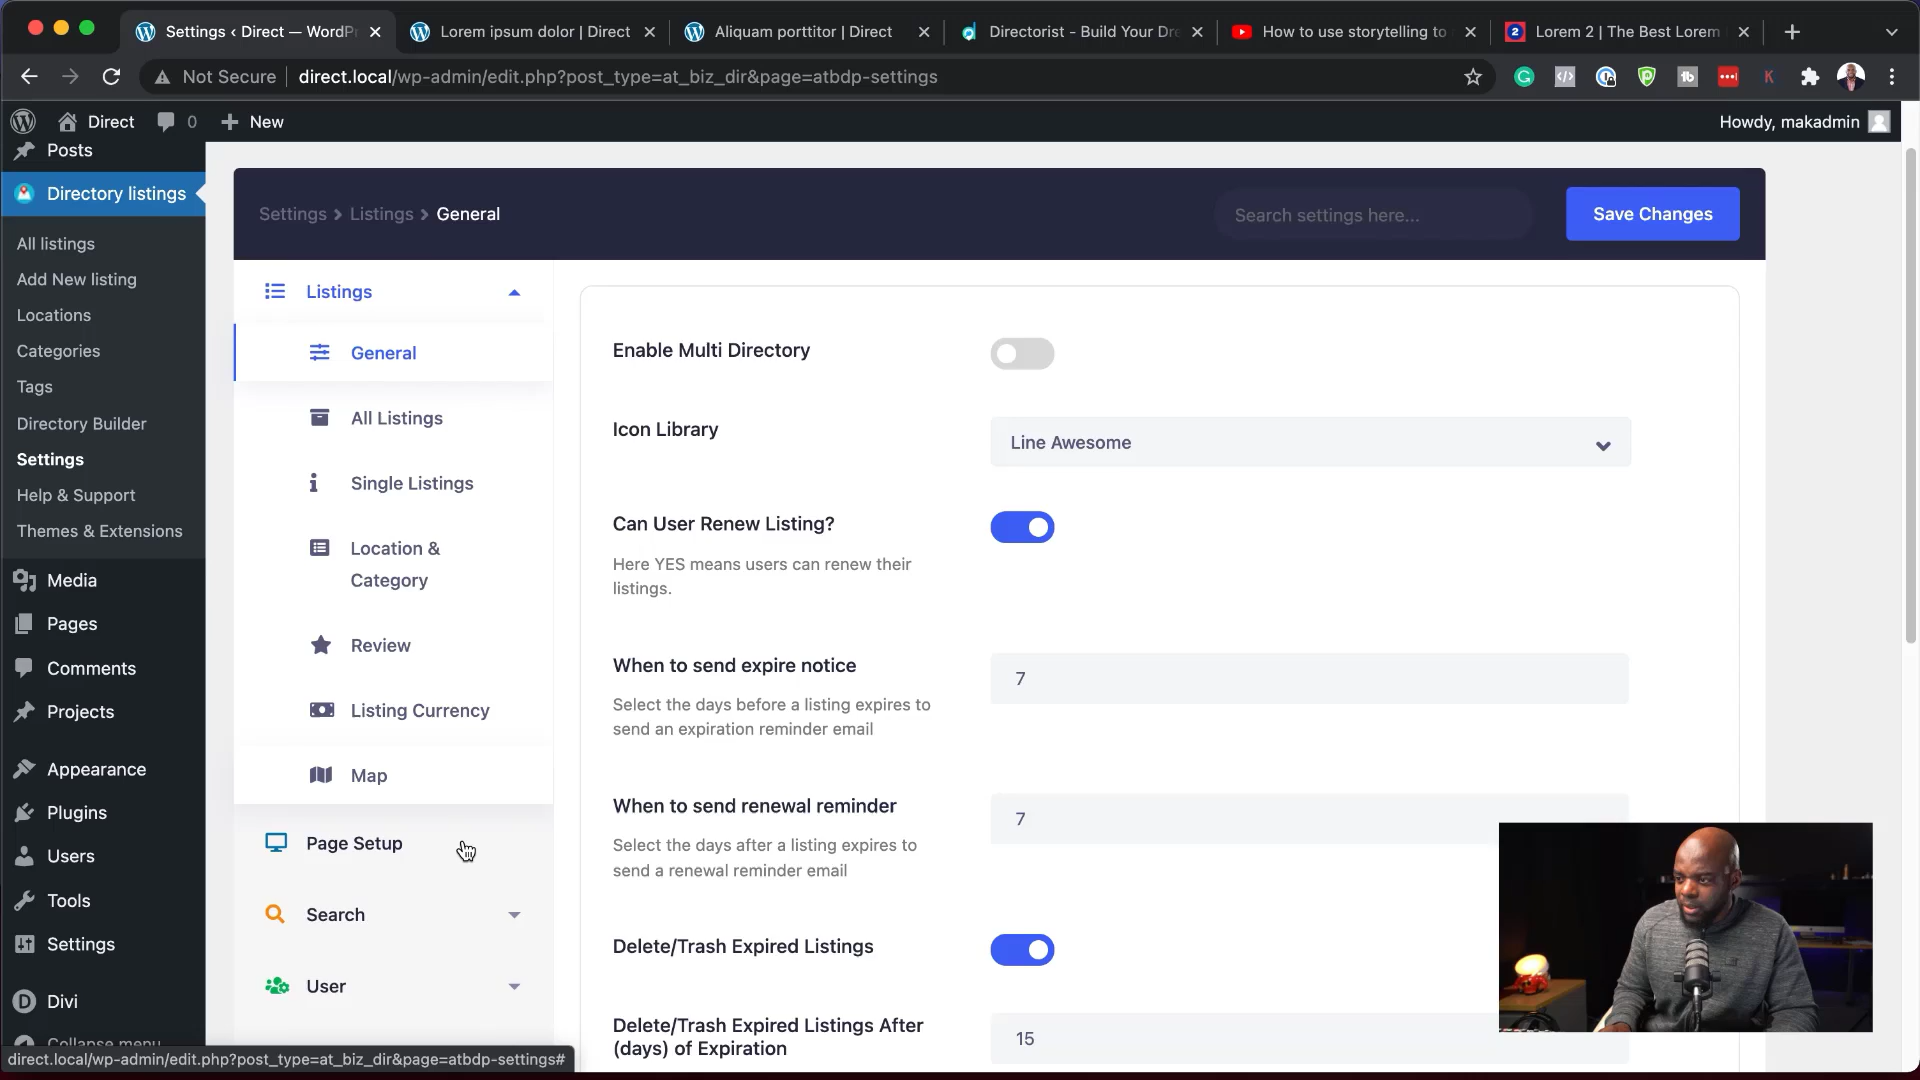 Settings ‹ Direct — WordP
Lorem ipsum dolor | Direct
Aliquam porttitor | Direct
Directorist - Build Your Dre
How to use storytelling to
Lorem 2 | The Best Lorem
Not Secure
direct.local/wp-admin/edit.php?post_type=at_biz_dir&page=atbdp-settings
Direct
0
New
Howdy, makadmin
Posts
Directory listings
All listings
Add New listing
Locations
Categories
Tags
Directory Builder
Settings
Help & Support
Themes & Extensions
Media
Pages
Comments
Projects
Appearance
Plugins
Users
Tools
Settings
Divi
Collapse menu
Settings > Listings > General
Search settings here...
Save Changes
Listings
General
All Listings
Single Listings
Location &
Category
Review
Listing Currency
Map
Page Setup
Search
User
Enable Multi Directory
Icon Library
Line Awesome
Can User Renew Listing?
Here YES means users can renew their
listings.
When to send expire notice
7
Select the days before a listing expires to
send an expiration reminder email
When to send renewal reminder
7
Select the days after a listing expires to
send a renewal reminder email
Delete/Trash Expired Listings
Delete/Trash Expired Listings After
(days) of Expiration
15
direct.local/wp-admin/edit.php?post_type=at_biz_dir&page=atbdp-settings#